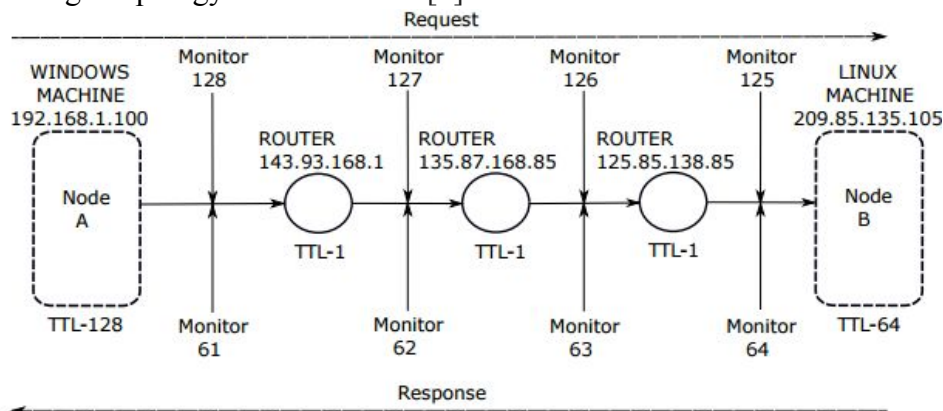 Request
Monitor
128
Monitor
127
Monitor
126
Monitor
125
WINDOWS
MACHINE
192.168.1.100
LINUX
MACHINE
209.85.135.105
ROUTER
143.93.168.1
ROUTER
135.87.168.85
ROUTER
125.85.138.85
Node
A
Node
B
TTL-1
TTL-1
TTL-1
TTL-128
Monitor
61
Monitor
62
Monitor
63
Monitor
64
TTL-64
Response